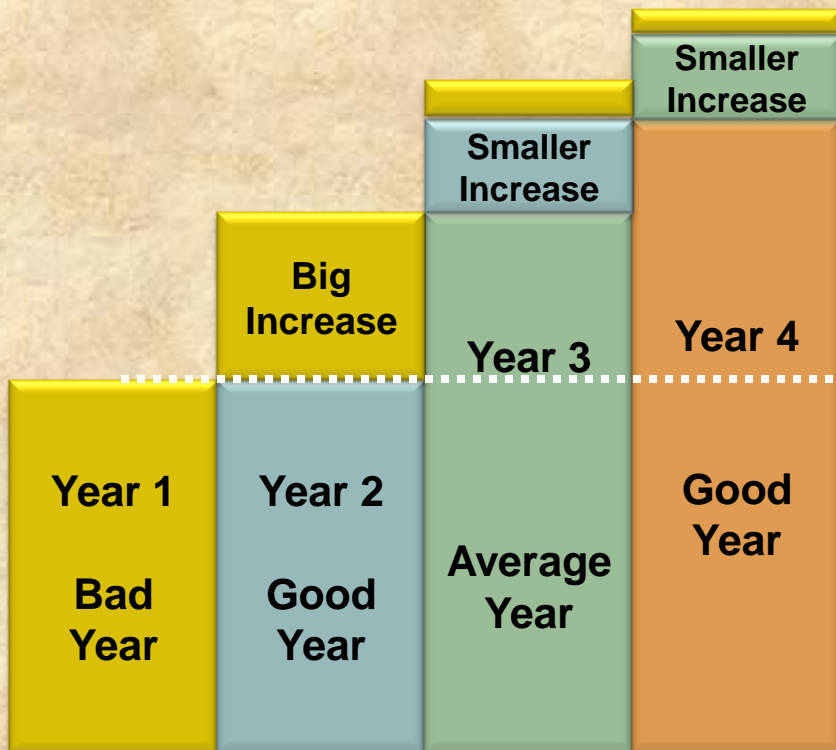 Year 1
Bad
Year
Big
Increase
Year 2
Good
Year
Smaller
Increase
Year 3
Average
Year
Smaller
Increase
Year 4
Good
Year